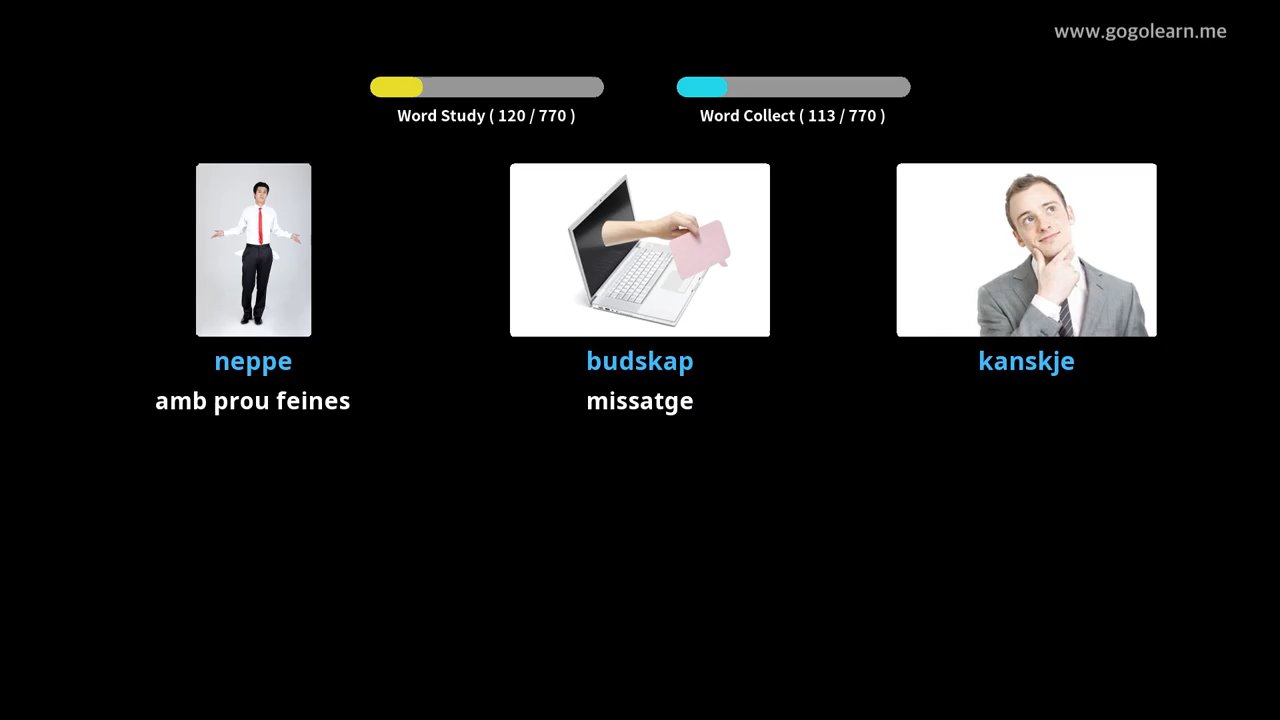 www.gogolearn.me
Word Study ( 120 / 770 )
Word Collect ( 113 / 770 )
neppe
budskap
kanskje
amb prou feines
missatge